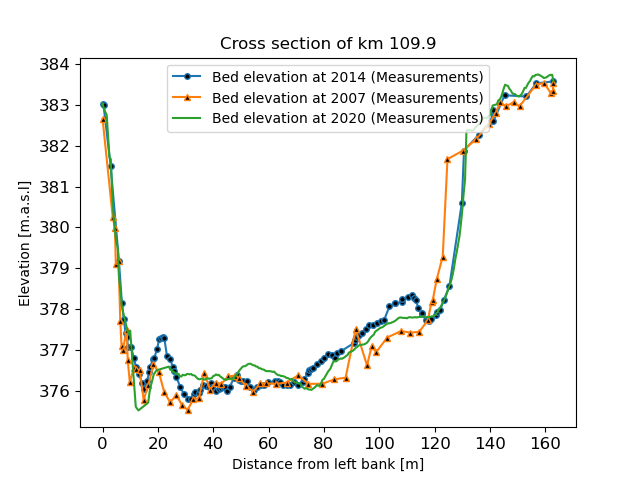 Cross section of km 109.9
Bed elevation at 2014 (Measurements)
Bed elevation at 2007 (Measurements)
Bed elevation at 2020 (Measurements)
Elevation [m.a.s.l]
384
383
382
381
380
379
378
377
376
0 20 40 60 80 100 120 140 160
Distance from left bank [m]